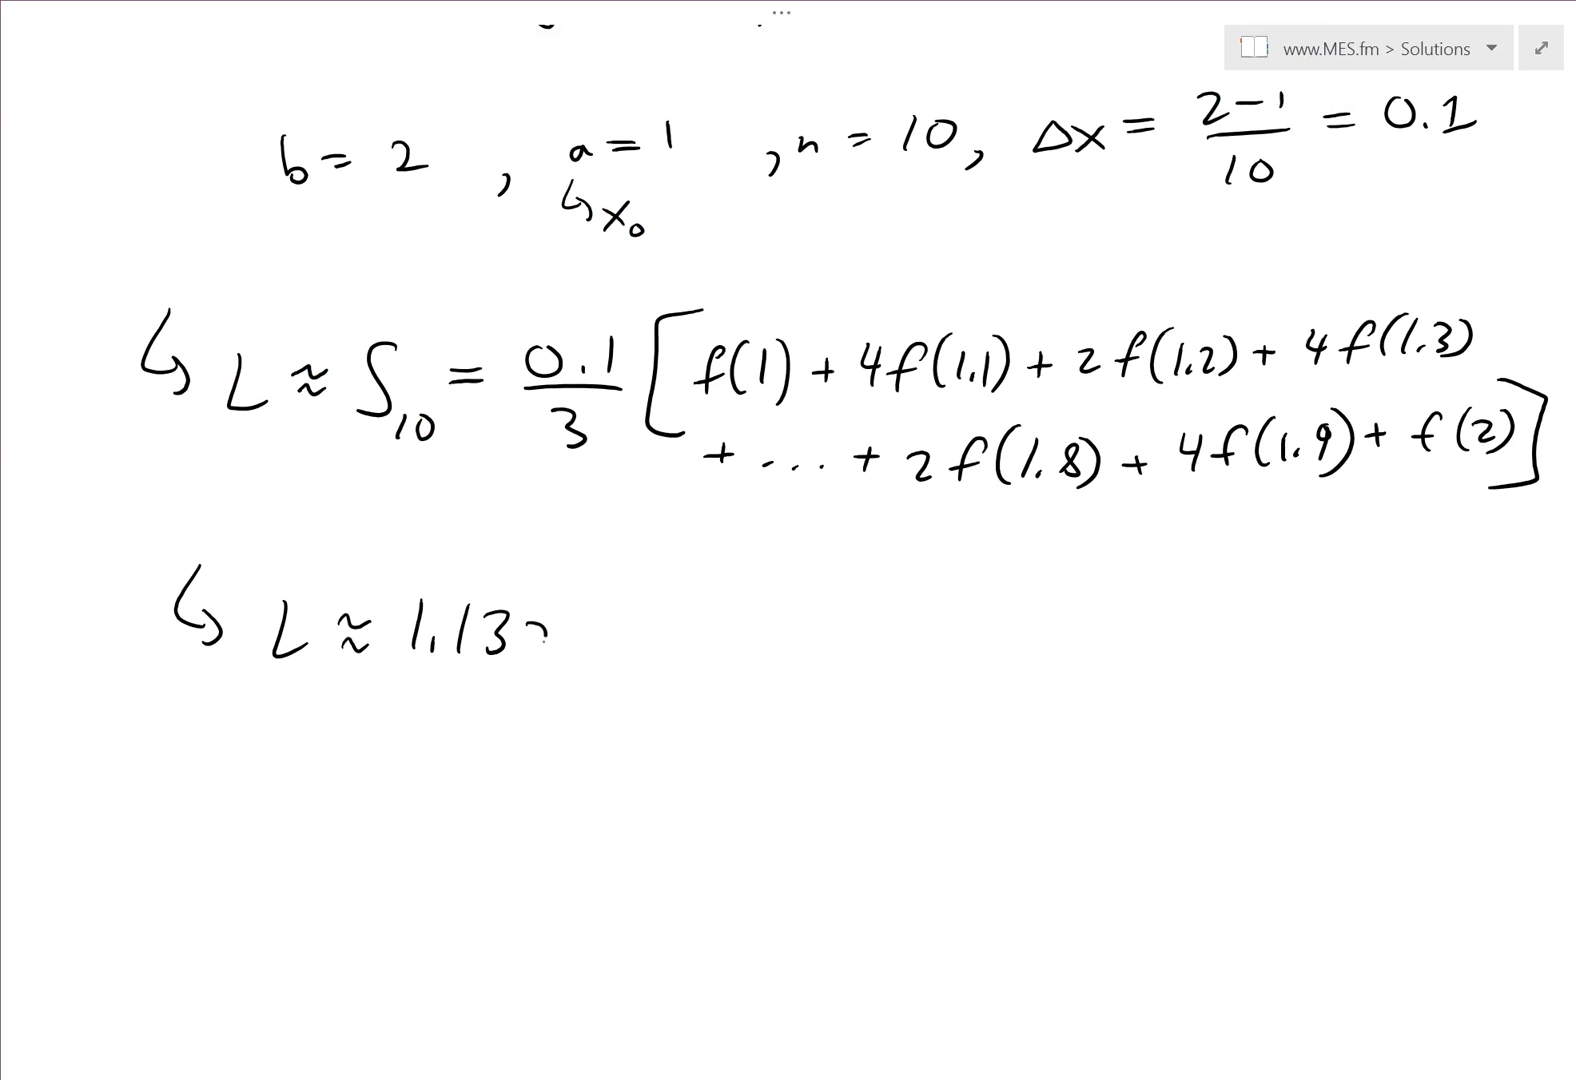 www.MES.fm > Solutions
b = 2 , a = 1 , n = 10, Δx = (2-1)/10 = 0.1
↳ x₀
↳ L ≈ S₁₀ = 0.1/3 [ f(1) + 4f(1.1) + 2f(1.2) + 4f(1.3)
+ ... + 2f(1.8) + 4f(1.9) + f(2) ]
↳ L ≈ 1.13